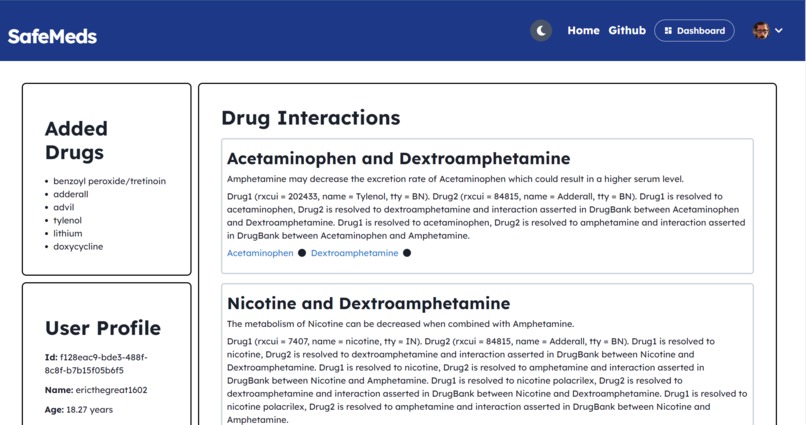 SafeMeds
Home Github Dashboard
Added
Drugs
benzoyl peroxide/tretinoin
adderall
advil
tylenol
lithium
doxycycline
User Profile
Id: f128eac9-bde3-488f-
8c8f-b7b15f05b6f5
Name: ericthegreat1602
Age: 18.27 years
Drug Interactions
Acetaminophen and Dextroamphetamine
Amphetamine may decrease the excretion rate of Acetaminophen which could result in a higher serum level.
Drug1 (rxcui = 202433, name = Tylenol, tty = BN). Drug2 (rxcui = 84815, name = Adderall, tty = BN). Drug1 is resolved to
acetaminophen, Drug2 is resolved to dextroamphetamine and interaction asserted in DrugBank between Acetaminophen
and Dextroamphetamine. Drug1 is resolved to acetaminophen, Drug2 is resolved to amphetamine and interaction asserted
in DrugBank between Acetaminophen and Amphetamine.
Acetaminophen Dextroamphetamine
Nicotine and Dextroamphetamine
The metabolism of Nicotine can be decreased when combined with Amphetamine.
Drug1 (rxcui = 7407, name = nicotine, tty = IN). Drug2 (rxcui = 84815, name = Adderall, tty = BN). Drug1 is resolved to
nicotine, Drug2 is resolved to dextroamphetamine and interaction asserted in DrugBank between Nicotine and
Dextroamphetamine. Drug1 is resolved to nicotine, Drug2 is resolved to amphetamine and interaction asserted in
DrugBank between Nicotine and Amphetamine. Drug1 is resolved to nicotine polacrilex, Drug2 is resolved to
dextroamphetamine and interaction asserted in DrugBank between Nicotine and Dextroamphetamine. Drug1 is resolved to
nicotine polacrilex, Drug2 is resolved to amphetamine and interaction asserted in DrugBank between Nicotine and
Amphetamine.